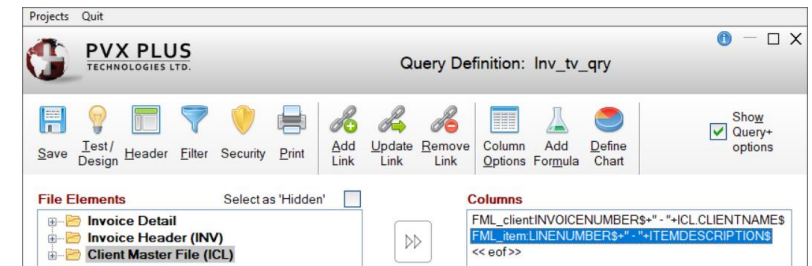 Projects Quit
PVX PLUS
TECHNOLOGIES LTD.
Query Definition: Inv_tv_qry
Save
Test/
Design
Header
Filter
Security
Print
Add
Link
Update
Link
Remove
Link
Column
Options
Add
Formula
Define
Chart
Show
Query+
options
File Elements
Select as 'Hidden'
Invoice Detail
Invoice Header (INV)
Client Master File (ICL)
Columns
FML_client:INVOICENUMBER$+" - "+ICL.CLIENTNAME$
FML_item:LINENUMBER$+" - "+ITEMDESCRIPTION$
<< eof >>